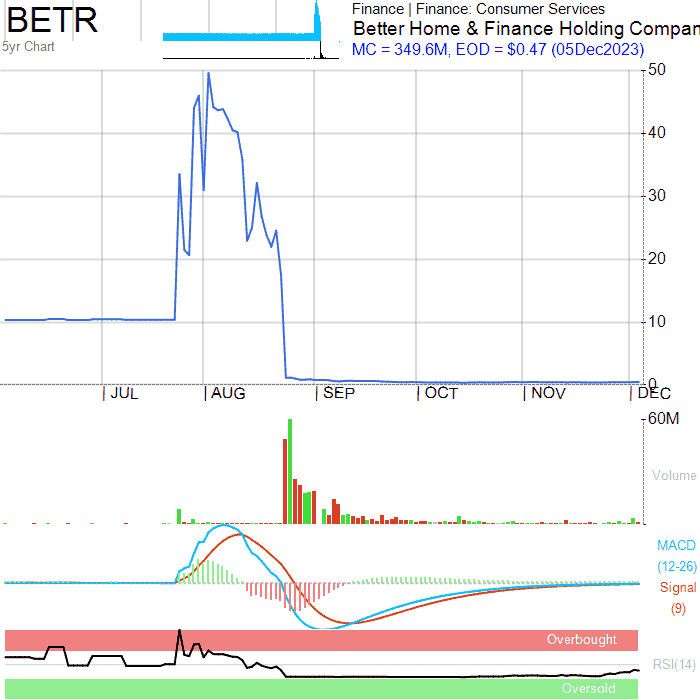 BETR
5yr Chart
Finance | Finance: Consumer Services
Better Home & Finance Holding Compan
MC = 349.6M, EOD = $0.47 (05Dec2023)
50
40
30
20
10
0
JUL AUG SEP OCT NOV DEC
60M
Volume
MACD
(12-26)
Signal
(9)
Overbought
RSI(14)
Oversold